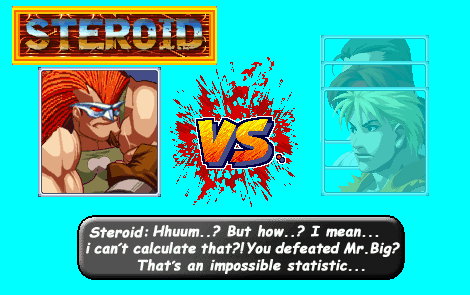 STEROID
VS.
Steroid: Hhuum..? But how..? I mean...
i can't calculate that?! You defeated Mr.Big?
That's an impossible statistic...